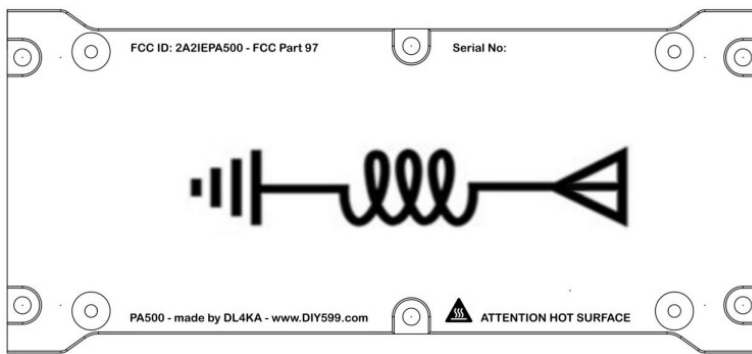 FCC ID: 2A2IEPA500 - FCC Part 97
Serial No:
PA500 - made by DL4KA - www.DIY599.com
ATTENTION HOT SURFACE